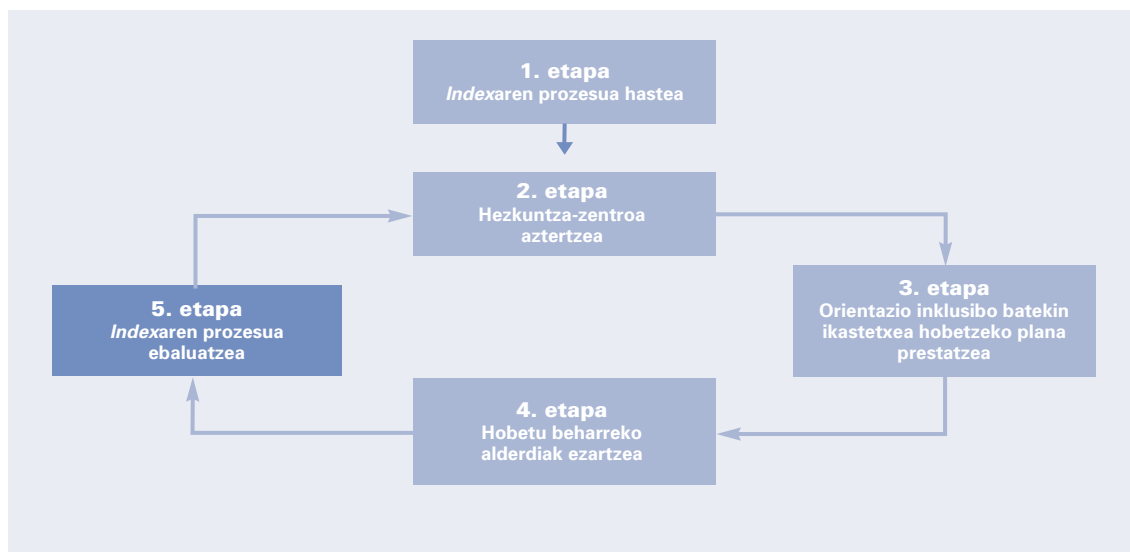 1. etapa
Indexaren prozesua hastea
2. etapa
Hezkuntza-zentroa
aztertzea
3. etapa
Orientazio inklusibo batekin
ikastetxea hobetzeko plana
prestatzea
4. etapa
Hobetu beharreko
alderdiak ezartzea
5. etapa
Indexaren prozesua
ebaluatzea